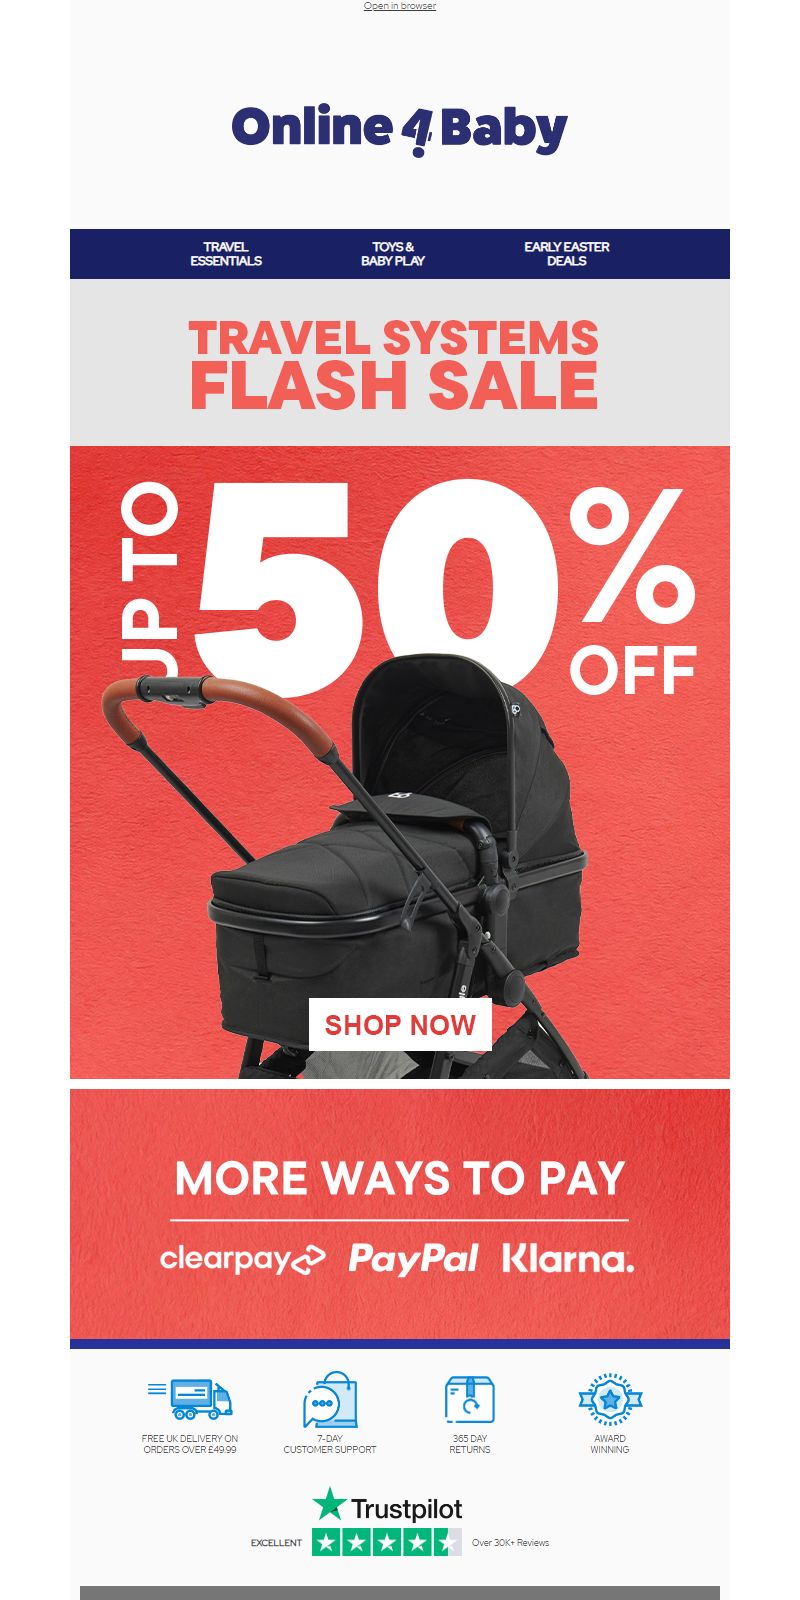 Open in browser
Online 4 Baby
TRAVEL
ESSENTIALS
TOYS &
BABY PLAY
EARLY EASTER
DEALS
TRAVEL SYSTEMS
FLASH SALE
UP TO
50%
OFF
SHOP NOW
MORE WAYS TO PAY
clearpay
PayPal
Klarna.
FREE UK DELIVERY ON
ORDERS OVER £49.99
7-DAY
CUSTOMER SUPPORT
365 DAY
RETURNS
AWARD
WINNING
Trustpilot
EXCELLENT
Over 30K+ Reviews